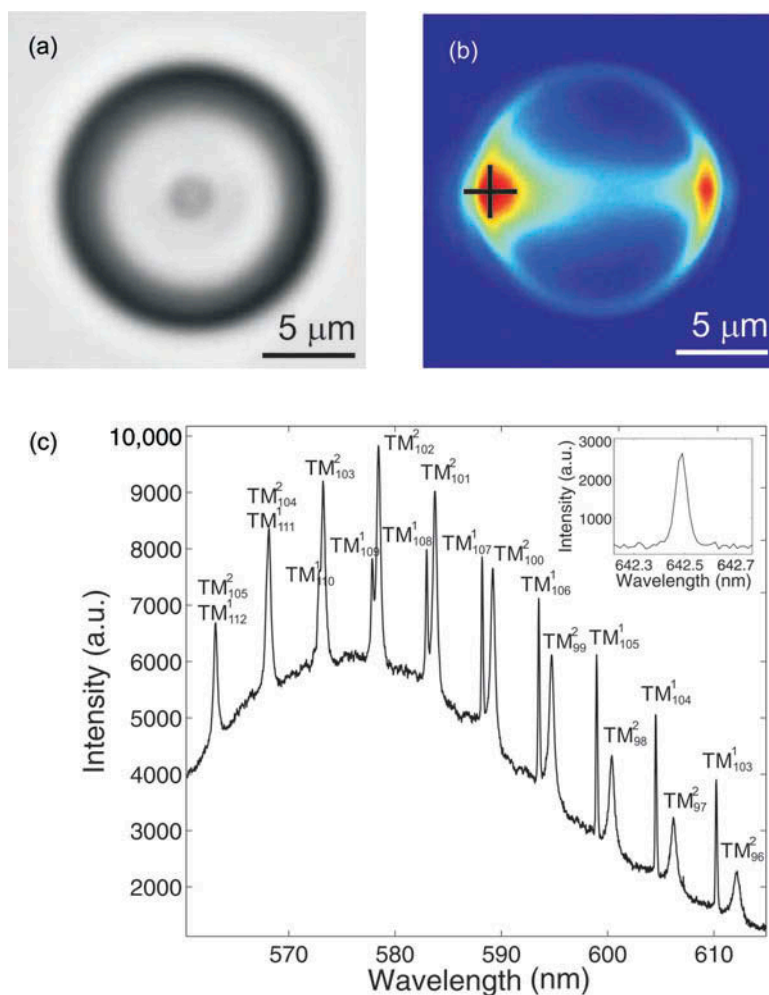 (a)
5 μm
(b)
5 μm
(c)
Intensity (a.u.)
10,000
9000
8000
7000
6000
5000
4000
3000
2000
TM²₁₀₅
TM¹₁₁₂
TM²₁₀₄
TM¹₁₁₁
TM²₁₀₃
TM¹₁₁₀
TM¹₁₀₉
TM²₁₀₂
TM¹₁₀₈
TM²₁₀₁
TM¹₁₀₇
TM²₁₀₀
TM¹₁₀₆
TM²₉₉
TM¹₁₀₅
TM²₉₈
TM¹₁₀₄
TM²₉₇
TM¹₁₀₃
TM²₉₆
Intensity (a.u.)
3000
2000
1000
642.3 642.5 642.7
Wavelength (nm)
570 580 590 600 610
Wavelength (nm)